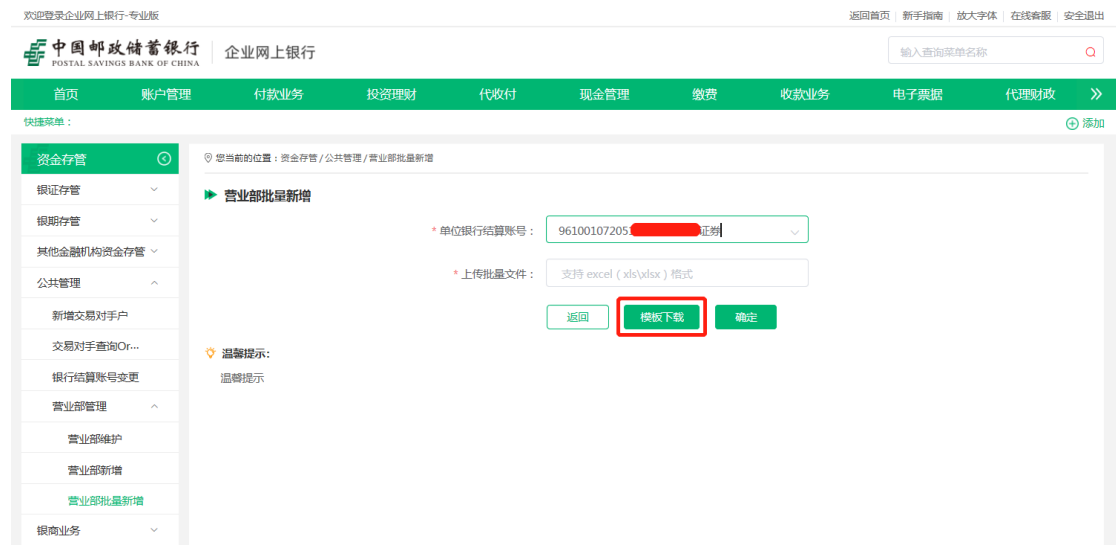 欢迎登录企业网上银行-专业版
返回首页 新手指南 放大字体 在线客服 安全退出
中国邮政储蓄银行
POSTAL SAVINGS BANK OF CHINA
企业网上银行
输入查询菜单名称
首页 账户管理 付款业务 投资理财 代收付 现金管理 缴费 收款业务 电子票据 代理财政
快捷菜单：
添加
资金存管
银证存管
银期存管
其他金融机构资金存管
公共管理
新增交易对手户
交易对手查询Or...
银行结算账号变更
营业部管理
营业部维护
营业部新增
营业部批量新增
银商业务
您当前的位置：资金存管/公共管理/营业部批量新增
营业部批量新增
* 单位银行结算账号： 961001072051 证券
* 上传批量文件： 支持 excel（xls\xlsx）格式
返回 模板下载 确定
温馨提示:
温馨提示